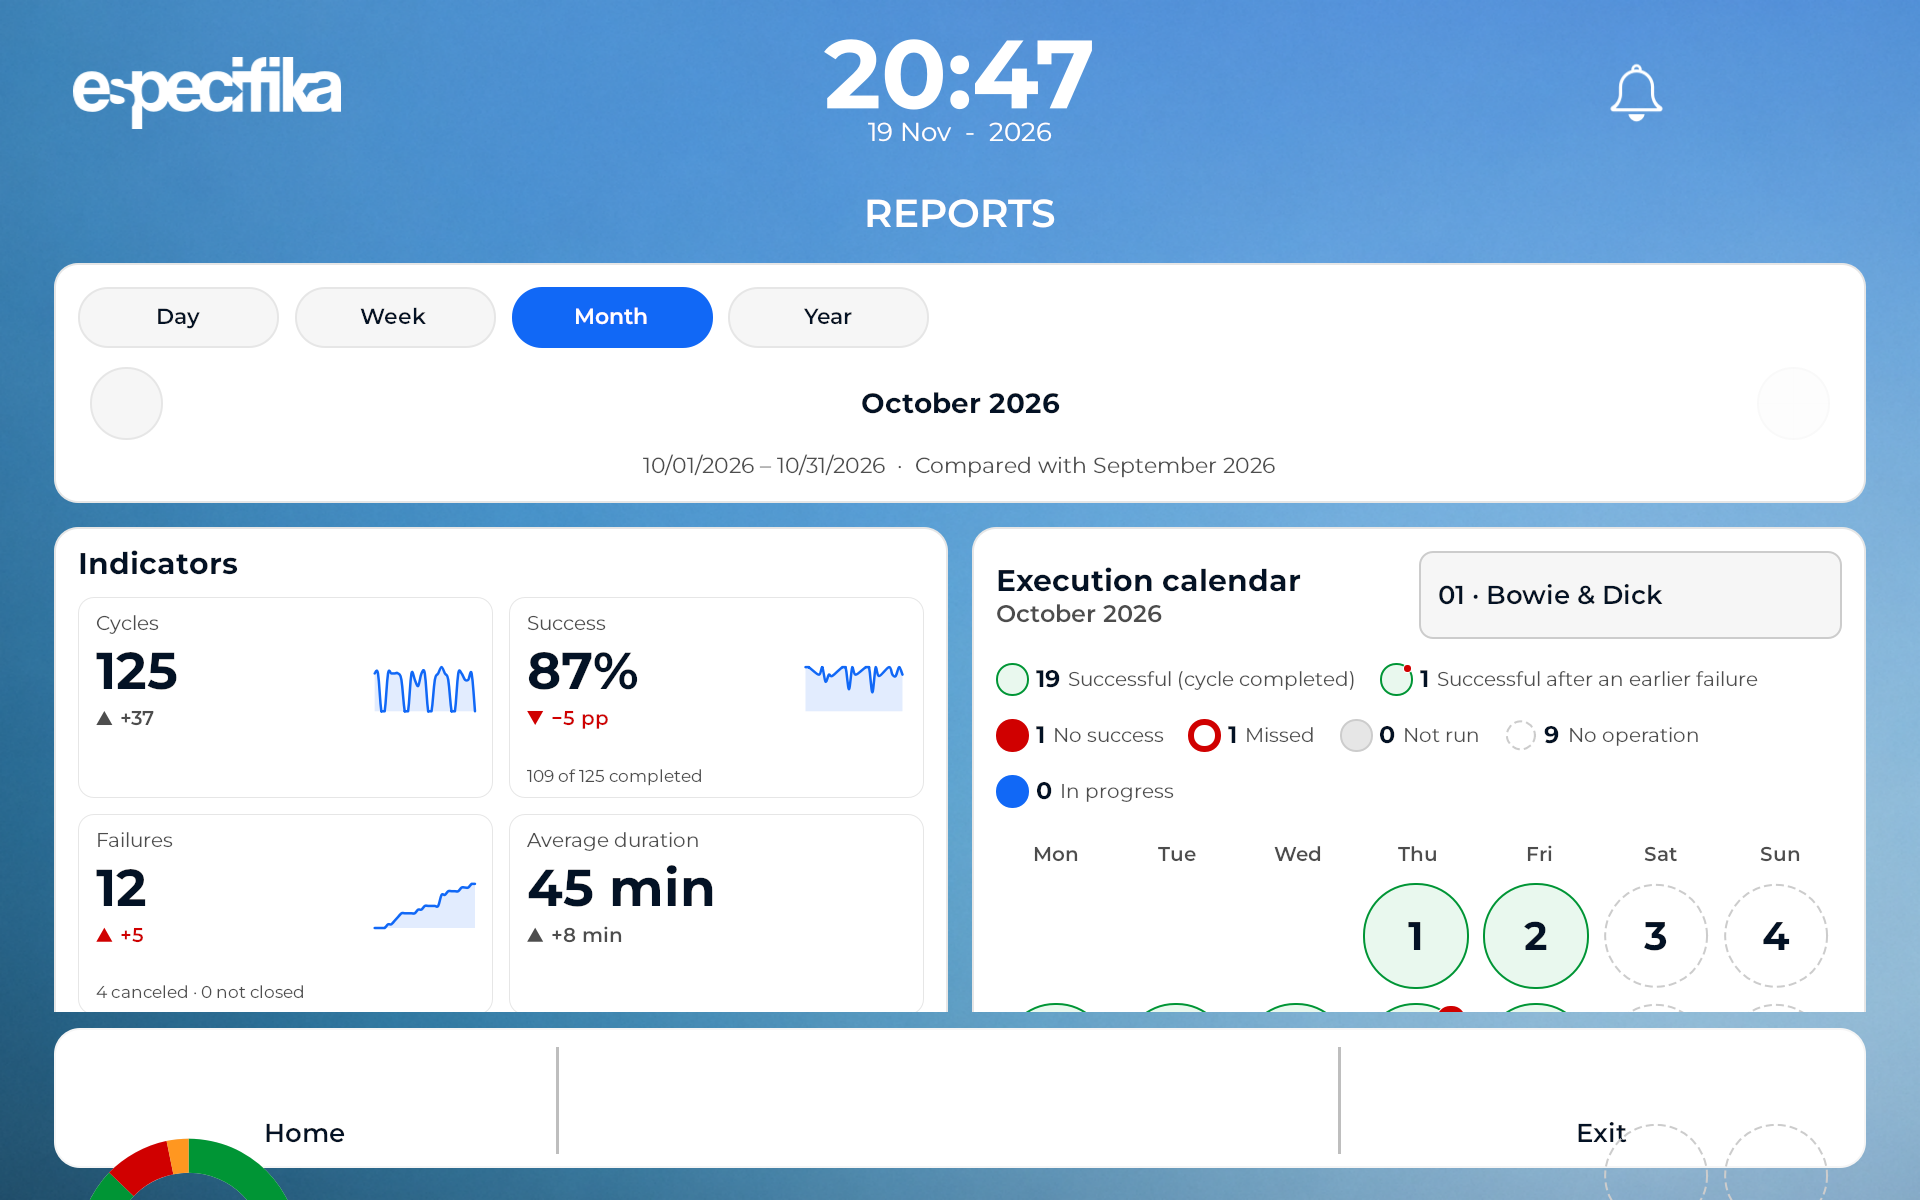 especifika
20:47
19 Nov - 2026
REPORTS
Day
Week
Month
Year
October 2026
10/01/2026 – 10/31/2026 · Compared with September 2026
Indicators
Cycles
125
▲ +37
Success
87%
▼ −5 pp
109 of 125 completed
Failures
12
▲ +5
4 canceled · 0 not closed
Average duration
45 min
▲ +8 min
Execution calendar
October 2026
01 · Bowie & Dick
19 Successful (cycle completed)
1 Successful after an earlier failure
1 No success
1 Missed
0 Not run
9 No operation
0 In progress
Mon Tue Wed Thu Fri Sat Sun
1 2 3 4
Home
Exit